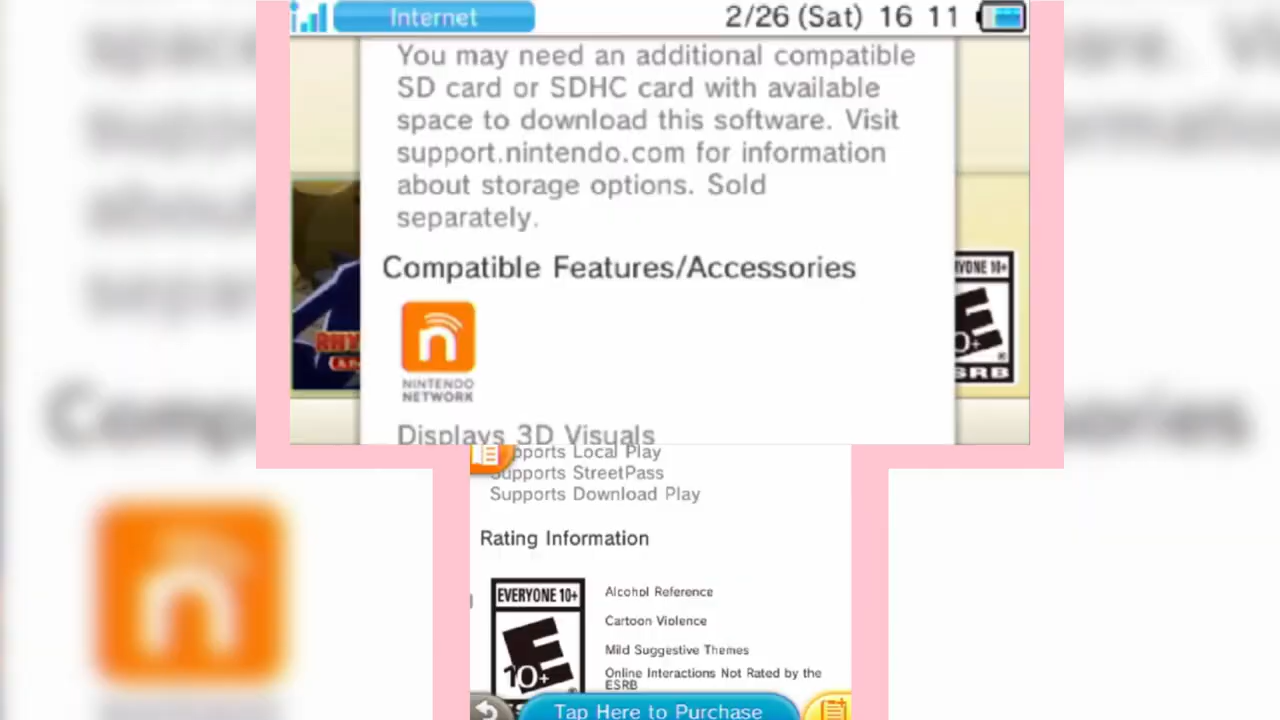 Internet
2/26 (Sat) 16 11
You may need an additional compatible
SD card or SDHC card with available
space to download this software. Visit
support.nintendo.com for information
about storage options. Sold
separately.
Compatible Features/Accessories
NINTENDO
NETWORK
Displays 3D Visuals
Supports Local Play
Supports StreetPass
Supports Download Play
Rating Information
EVERYONE 10+
E
10+
Alcohol Reference
Cartoon Violence
Mild Suggestive Themes
Online Interactions Not Rated by the
ESRB
Tap Here to Purchase